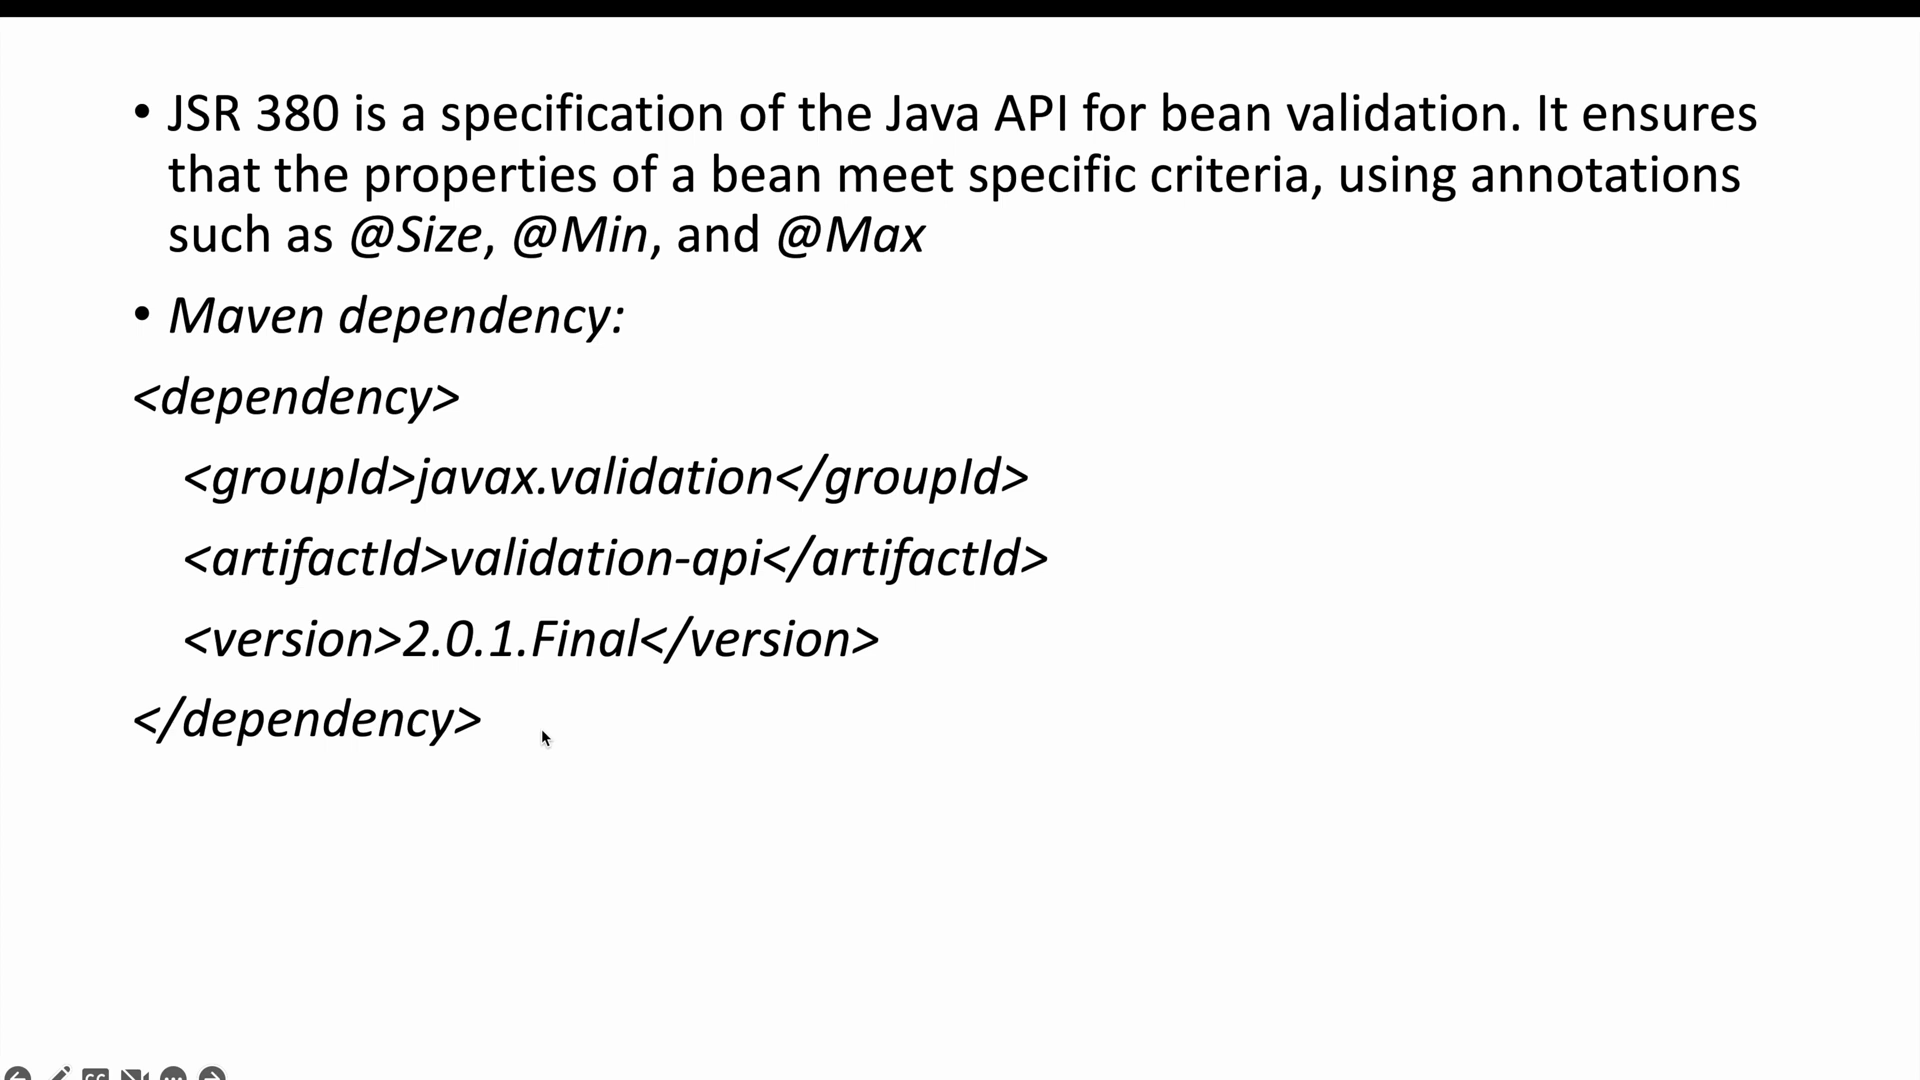 • JSR 380 is a specification of the Java API for bean validation. It ensures
that the properties of a bean meet specific criteria, using annotations
such as @Size, @Min, and @Max
• Maven dependency:
<dependency>
<groupId>javax.validation</groupId>
<artifactId>validation-api</artifactId>
<version>2.0.1.Final</version>
</dependency>
CC